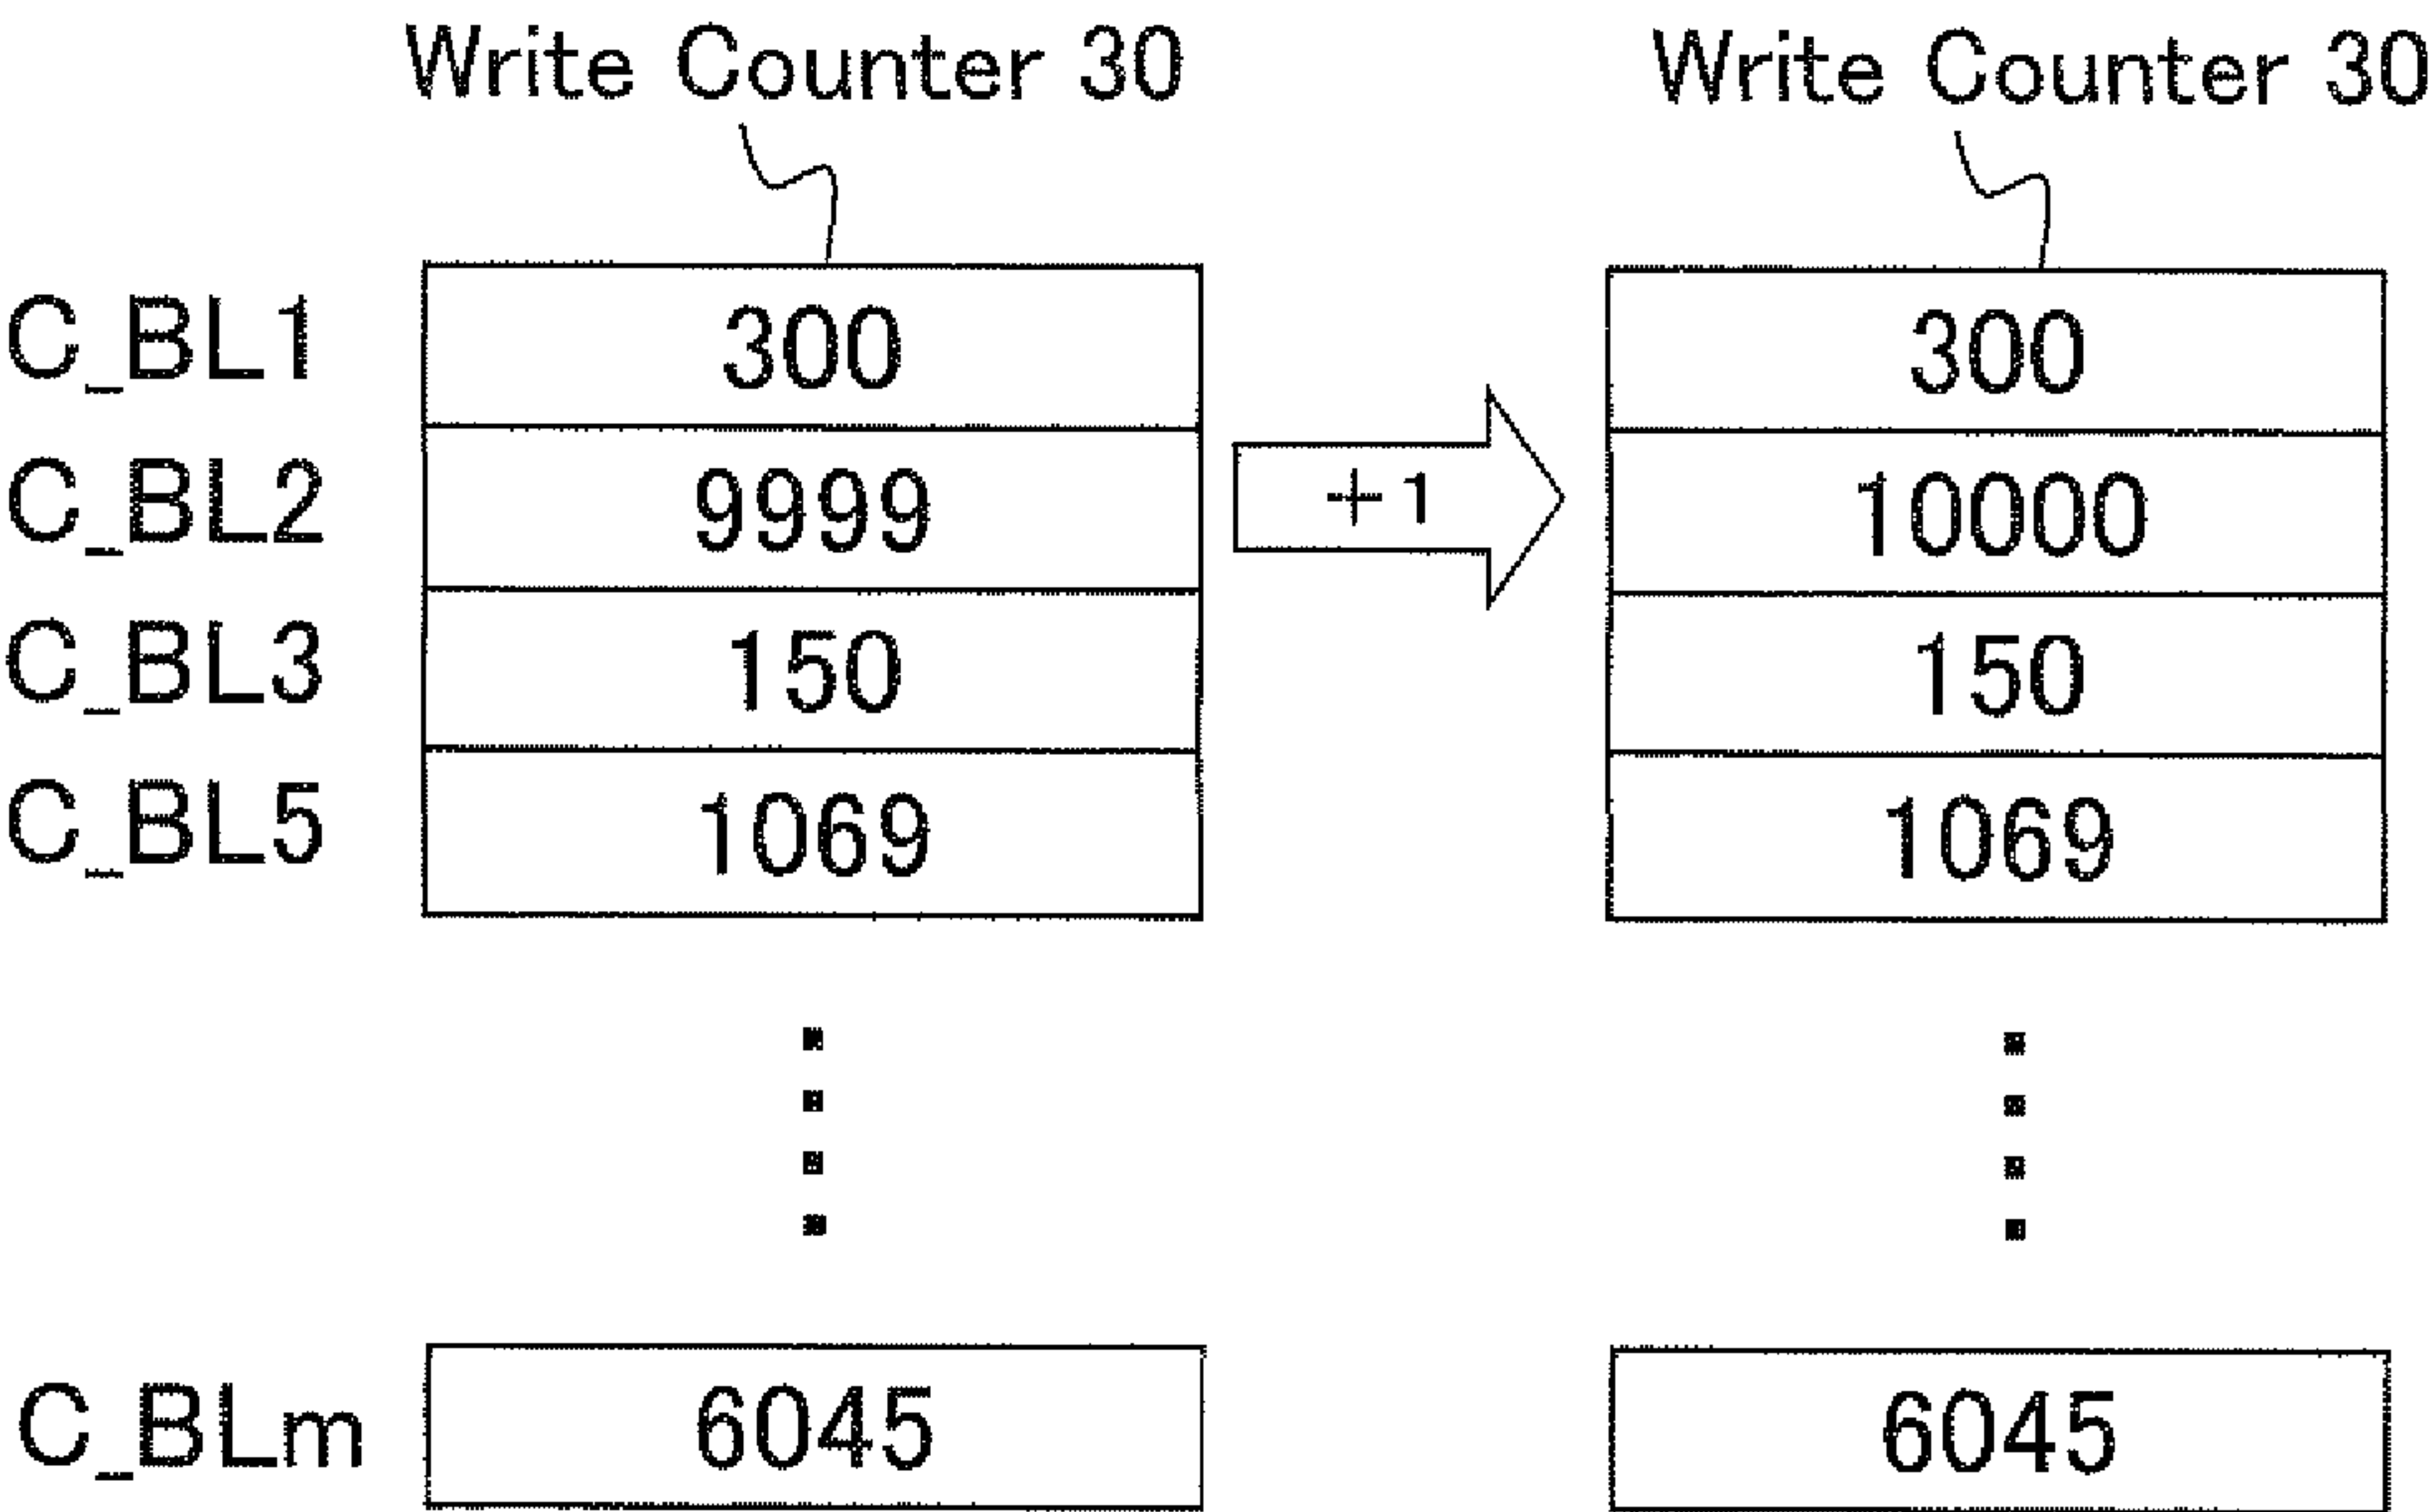 Write Counter 30 Write Counter 30
C_BL1 300 300
C_BL2 9999 +1 10000
C_BL3 150 150
C_BL5 1069 1069
C_BLm 6045 6045